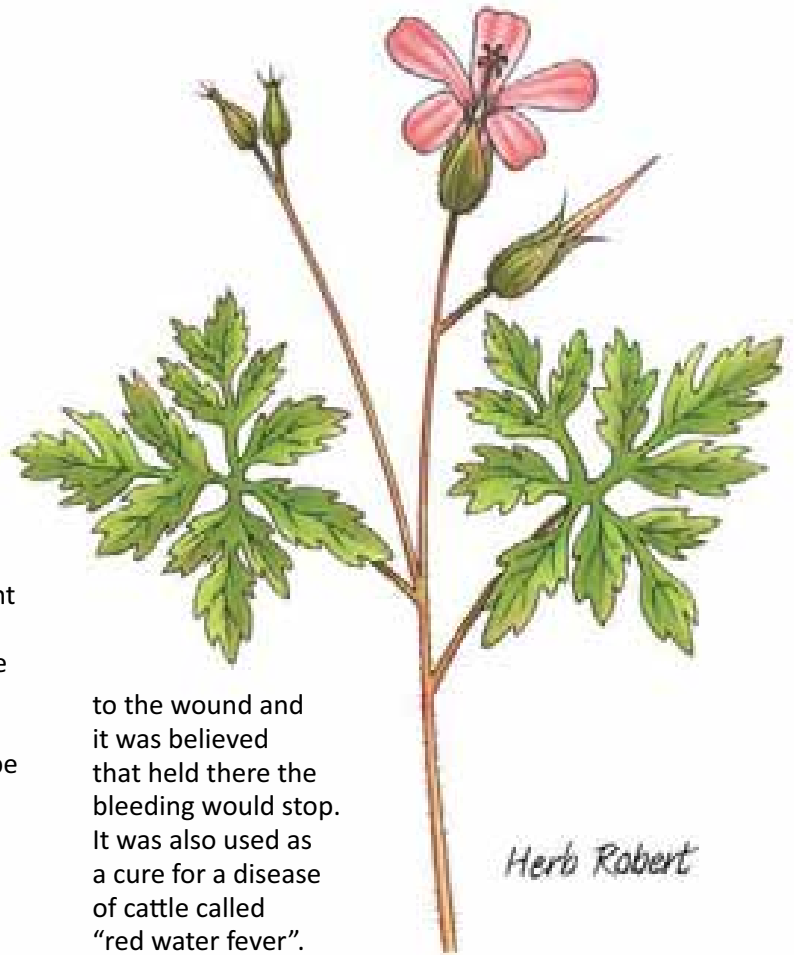 nt
e
to the wound and
it was believed
that held there the
bleeding would stop.
It was also used as
a cure for a disease
of cattle called
“red water fever”.
Herb Robert